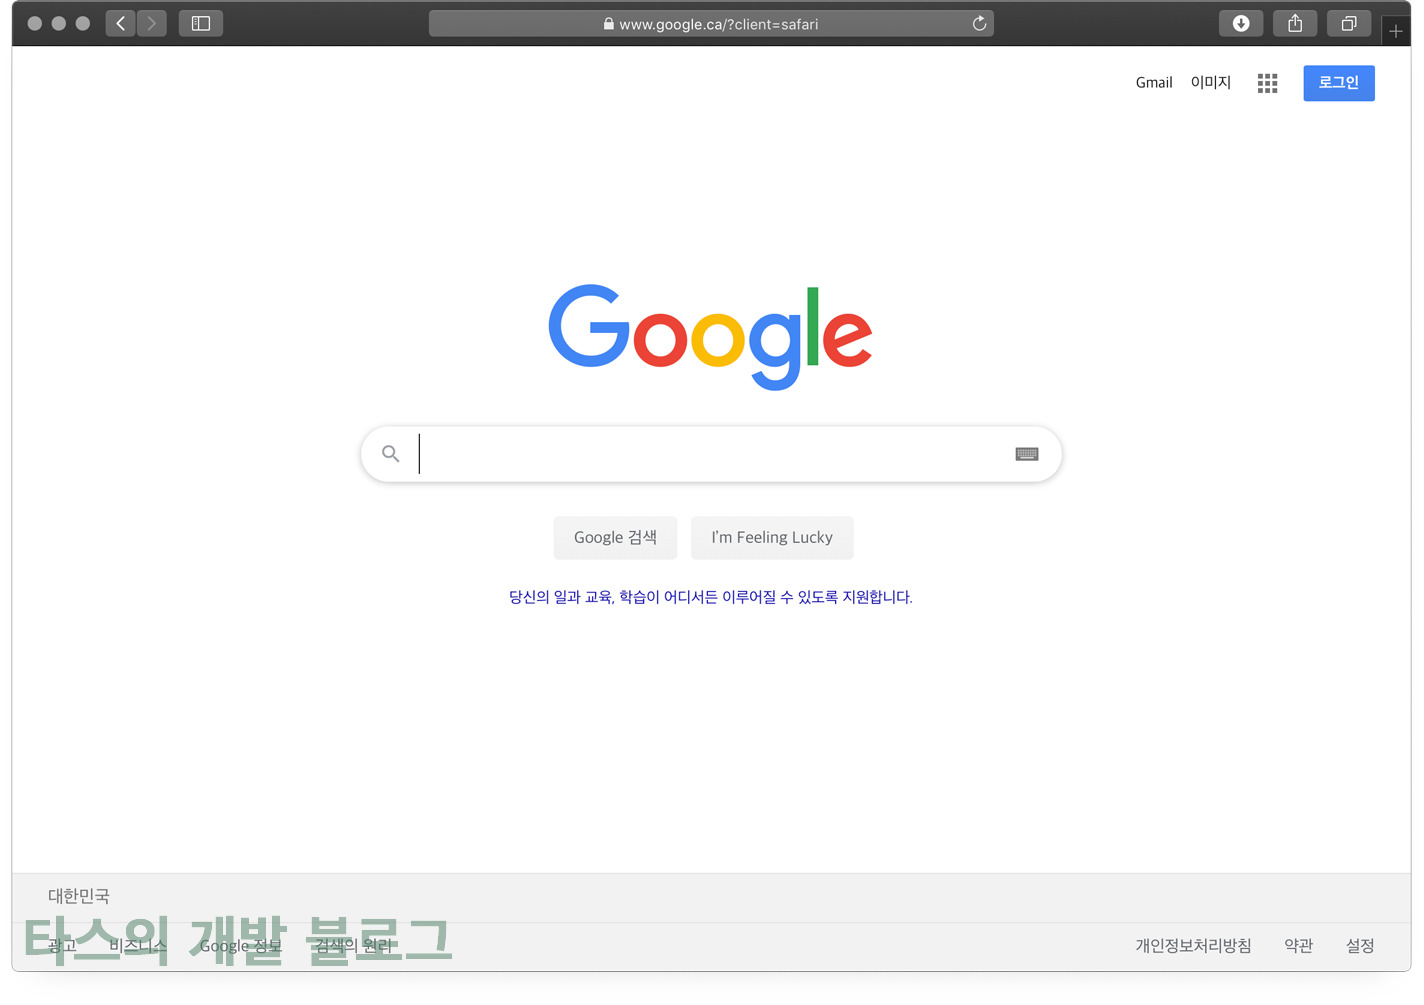 www.google.ca/?client=safari
Gmail 이미지 로그인
Google
Google 검색 I'm Feeling Lucky
당신의 일과 교육, 학습이 어디서든 이루어질 수 있도록 지원합니다.
대한민국
타스의 개발 블로그
광고 비즈니스 Google 정보 검색의 원리 개인정보처리방침 약관 설정